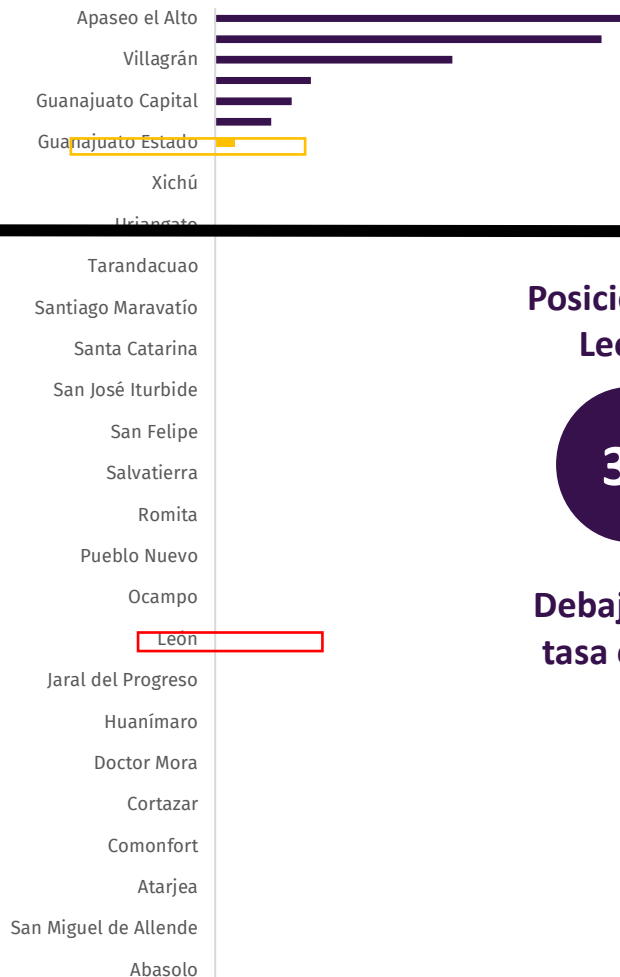 Apaseo el Alto
Villagrán
Guanajuato Capital
Guanajuato Estado
Xichú
Uriangato
Tarandacuao
Santiago Maravatío
Santa Catarina
San José Iturbide
San Felipe
Salvatierra
Romita
Pueblo Nuevo
Ocampo
León
Jaral del Progreso
Huanímaro
Doctor Mora
Cortazar
Comonfort
Atarjea
San Miguel de Allende
Abasolo
tasa